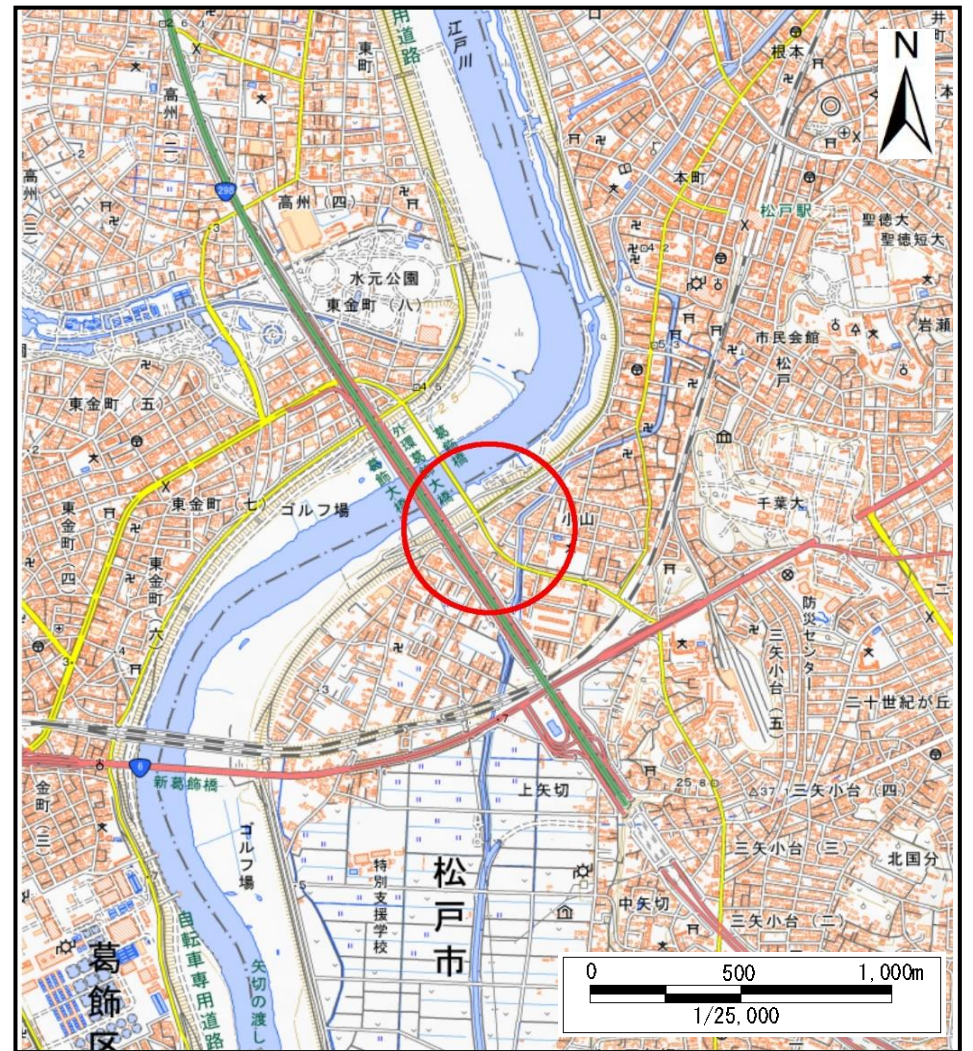 江戸川
用道路
東町
根本
N
高州（二）
298
高州（四）
本町
松戸駅
聖徳大
聖徳短大
水元公園
東金町（八）
市民会館
松戸
岩瀬
東金町（五）
葛飾橋
外環葛飾大橋
葛飾大橋
東金町（七）
ゴルフ場
小山
千葉大
東金町（四）
東金町（六）
防災センター
三矢小台（五）
二十世紀が丘
6
新葛飾橋
上矢切
三矢小台（四）
金町（三）
ゴルフ場
三矢小台（三）
北国分
特別支援学校
松戸市
中矢切
三矢小台（二）
葛飾区
自転車専用道路
矢切の渡し
0 500 1,000m
1/25,000